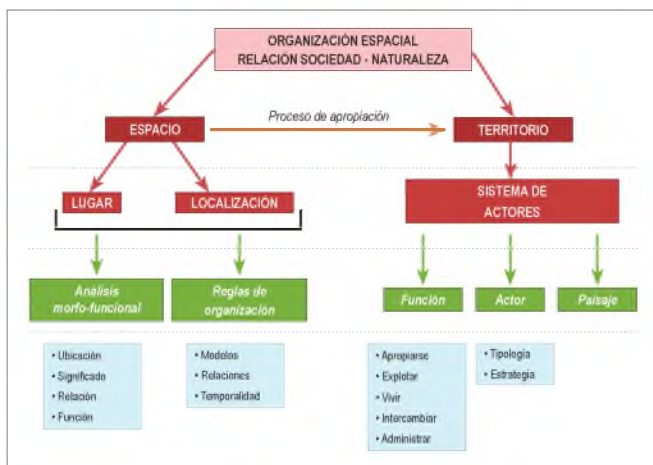 ORGANIZACIÓN ESPACIAL
RELACIÓN SOCIEDAD - NATURALEZA
Proceso de apropiación
ESPACIO
TERRITORIO
LUGAR
LOCALIZACIÓN
SISTEMA DE
ACTORES
Análisis
morfo-funcional
Reglas de
organización
Función
Actor
Paisaje
• Ubicación
• Significado
• Relación
• Función
• Modelos
• Relaciones
• Temporalidad
• Apropiarse
• Explotar
• Vivir
• Intercambiar
• Administrar
• Tipología
• Estrategia